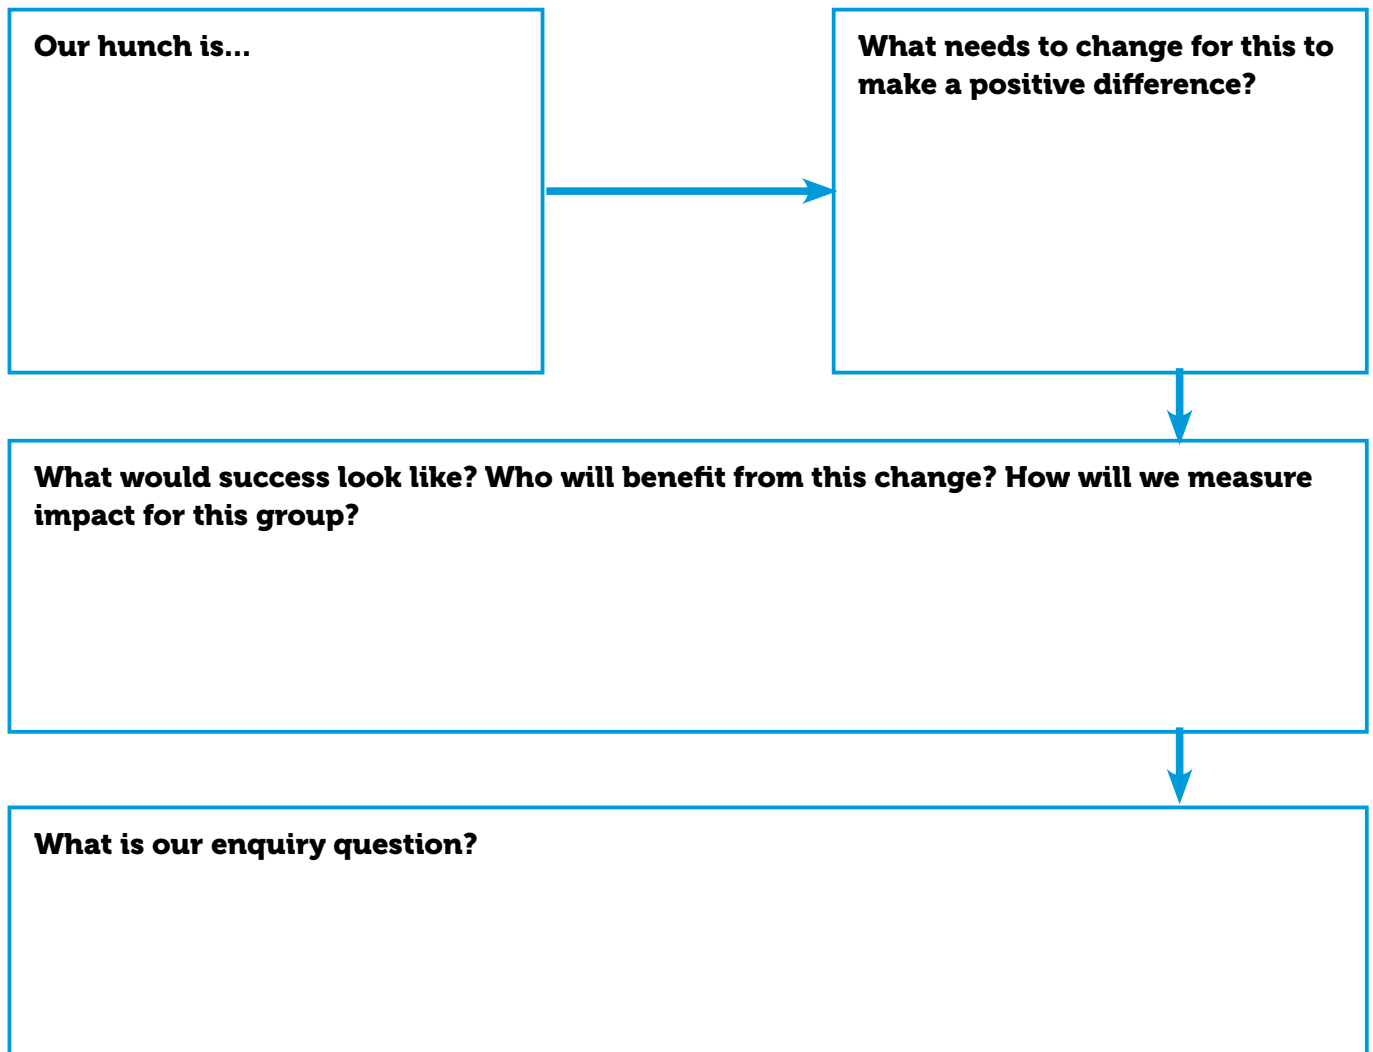 Our hunch is…
What needs to change for this to
make a positive difference?
What would success look like? Who will benefit from this change? How will we measure
impact for this group?
What is our enquiry question?